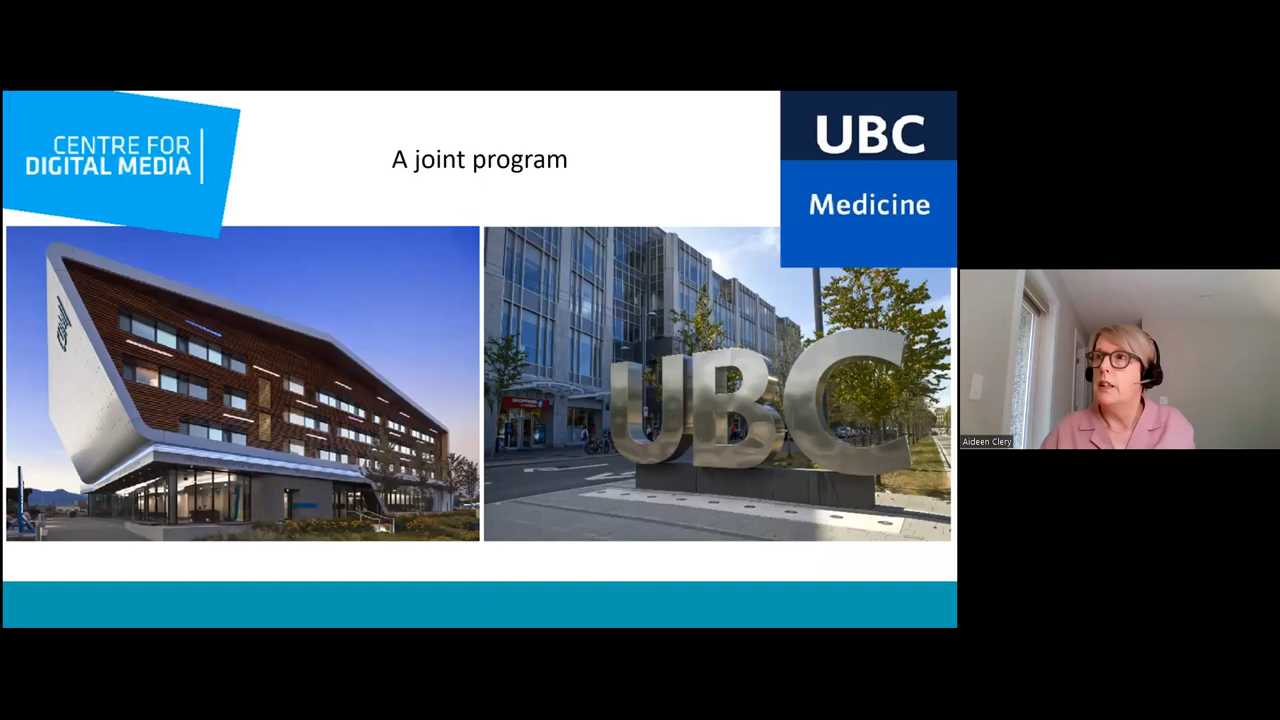 CENTRE FOR
DIGITAL MEDIA
A joint program
UBC
Medicine
UBC
Aideen Clery